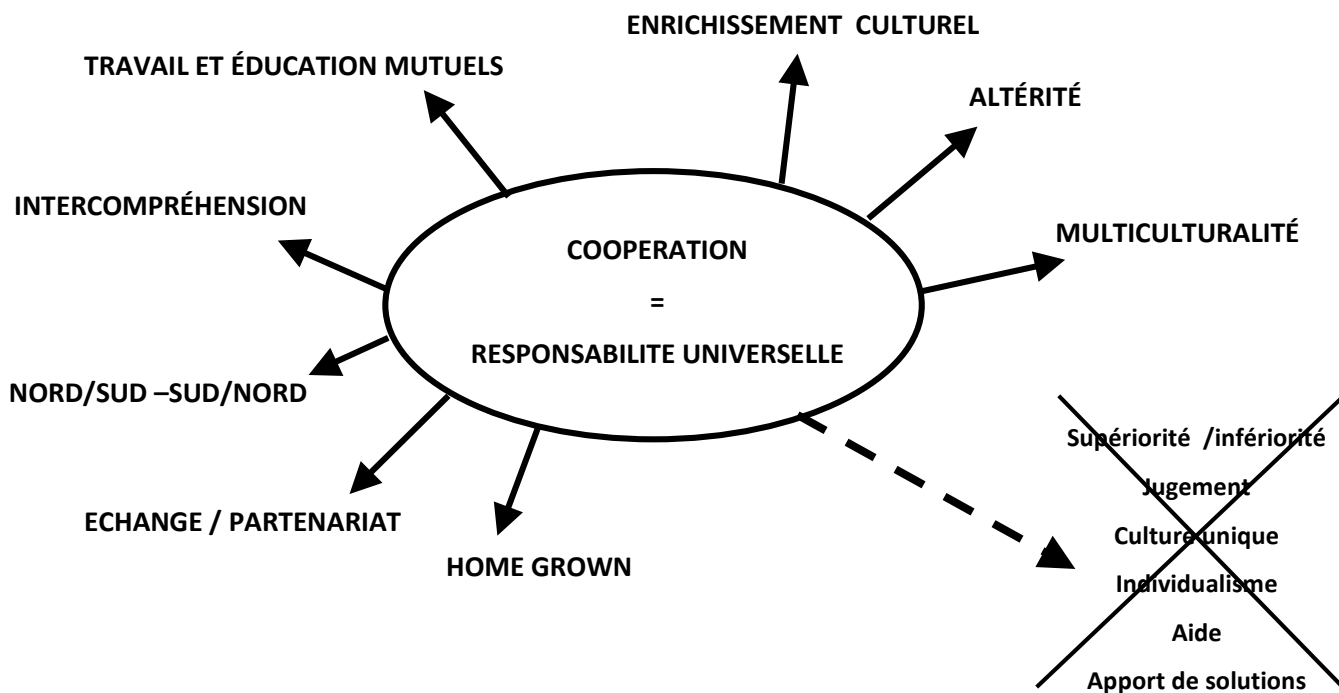 ENRICHISSEMENT CULTUREL
TRAVAIL ET ÉDUCATION MUTUELS
ALTÉRITÉ
INTERCOMPRÉHENSION
MULTICULTURALITÉ
COOPERATION
=
RESPONSABILITE UNIVERSELLE
NORD/SUD –SUD/NORD
ECHANGE / PARTENARIAT
HOME GROWN
Supériorité /infériorité
Jugement
Culture unique
Individualisme
Aide
Apport de solutions